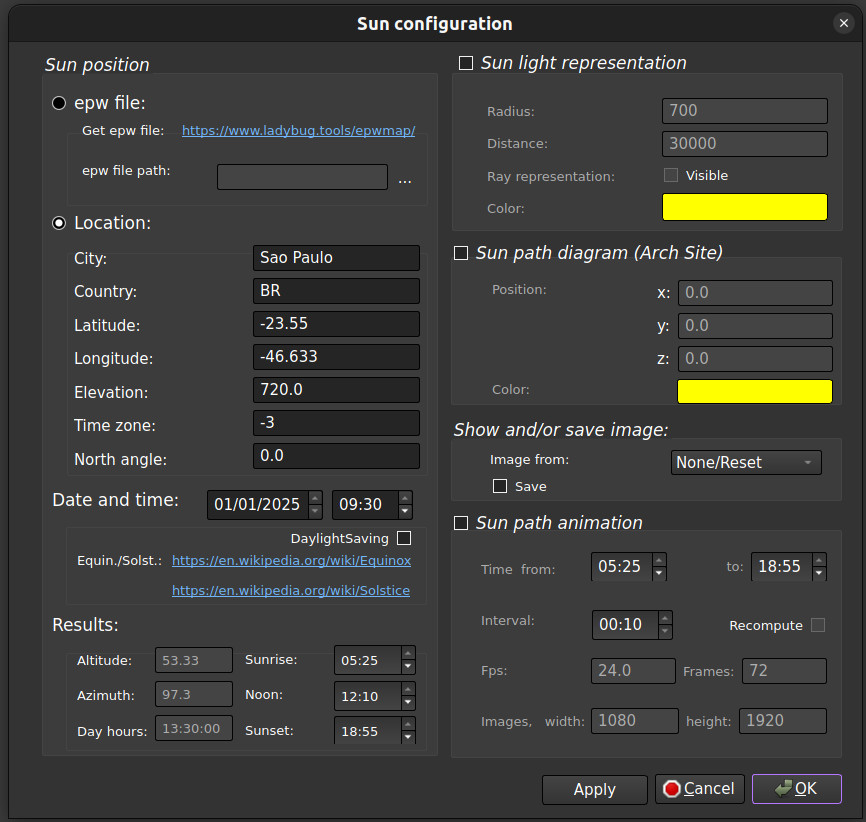 Sun configuration
Sun position
epw file:
Get epw file: https://www.ladybug.tools/epwmap/
epw file path: ...
Location:
City: Sao Paulo
Country: BR
Latitude: -23.55
Longitude: -46.633
Elevation: 720.0
Time zone: -3
North angle: 0.0
Date and time: 01/01/2025 09:30
DaylightSaving
Equin./Solst.: https://en.wikipedia.org/wiki/Equinox
https://en.wikipedia.org/wiki/Solstice
Results:
Altitude: 53.33 Sunrise: 05:25
Azimuth: 97.3 Noon: 12:10
Day hours: 13:30:00 Sunset: 18:55
Sun light representation
Radius: 700
Distance: 30000
Ray representation: Visible
Color:
Sun path diagram (Arch Site)
Position: x: 0.0
y: 0.0
z: 0.0
Color:
Show and/or save image:
Image from: None/Reset
Save
Sun path animation
Time from: 05:25 to: 18:55
Interval: 00:10 Recompute
Fps: 24.0 Frames: 72
Images, width: 1080 height: 1920
Apply Cancel OK